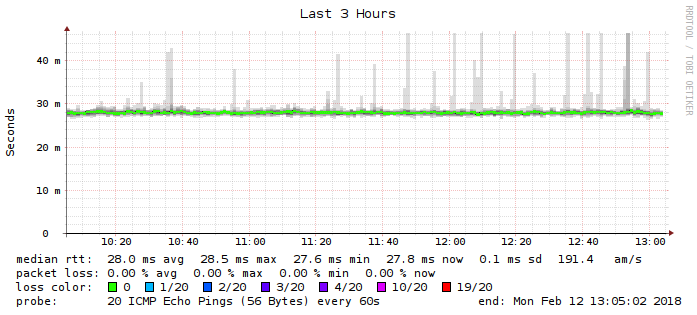 Last 3 Hours
RRDTOOL / TOBI OETIKER
Seconds
40 m
30 m
20 m
10 m
0
10:20 10:40 11:00 11:20 11:40 12:00 12:20 12:40 13:00
median rtt: 28.0 ms avg 28.5 ms max 27.6 ms min 27.8 ms now 0.1 ms sd 191.4 am/s
packet loss: 0.00 % avg 0.00 % max 0.00 % min 0.00 % now
loss color: 0 1/20 2/20 3/20 4/20 10/20 19/20
probe: 20 ICMP Echo Pings (56 Bytes) every 60s end: Mon Feb 12 13:05:02 2018